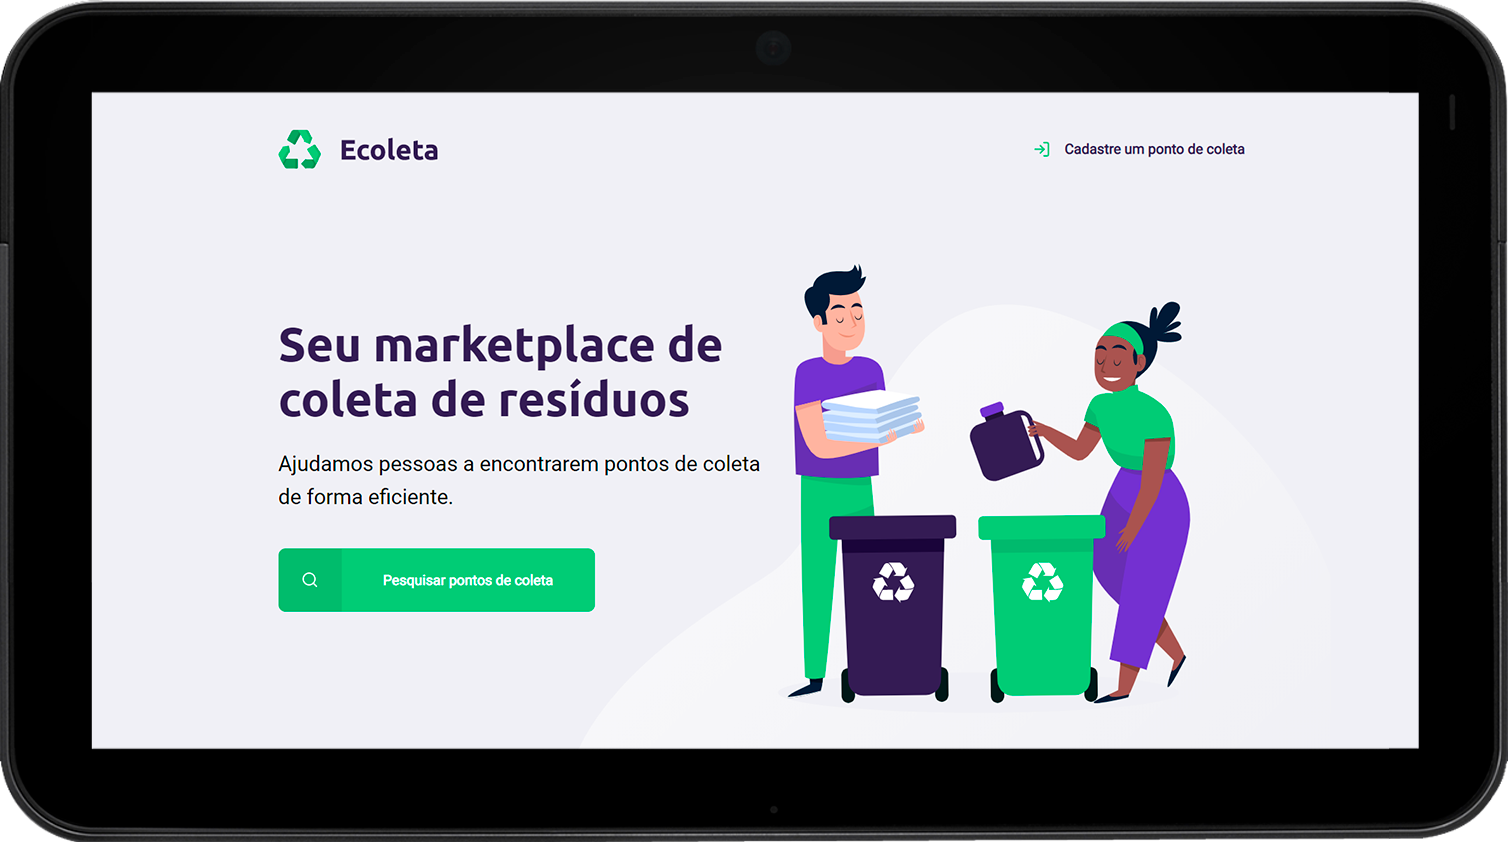 Ecoleta
Cadastre um ponto de coleta
Seu marketplace de
coleta de resíduos
Ajudamos pessoas a encontrarem pontos de coleta
de forma eficiente.
Pesquisar pontos de coleta